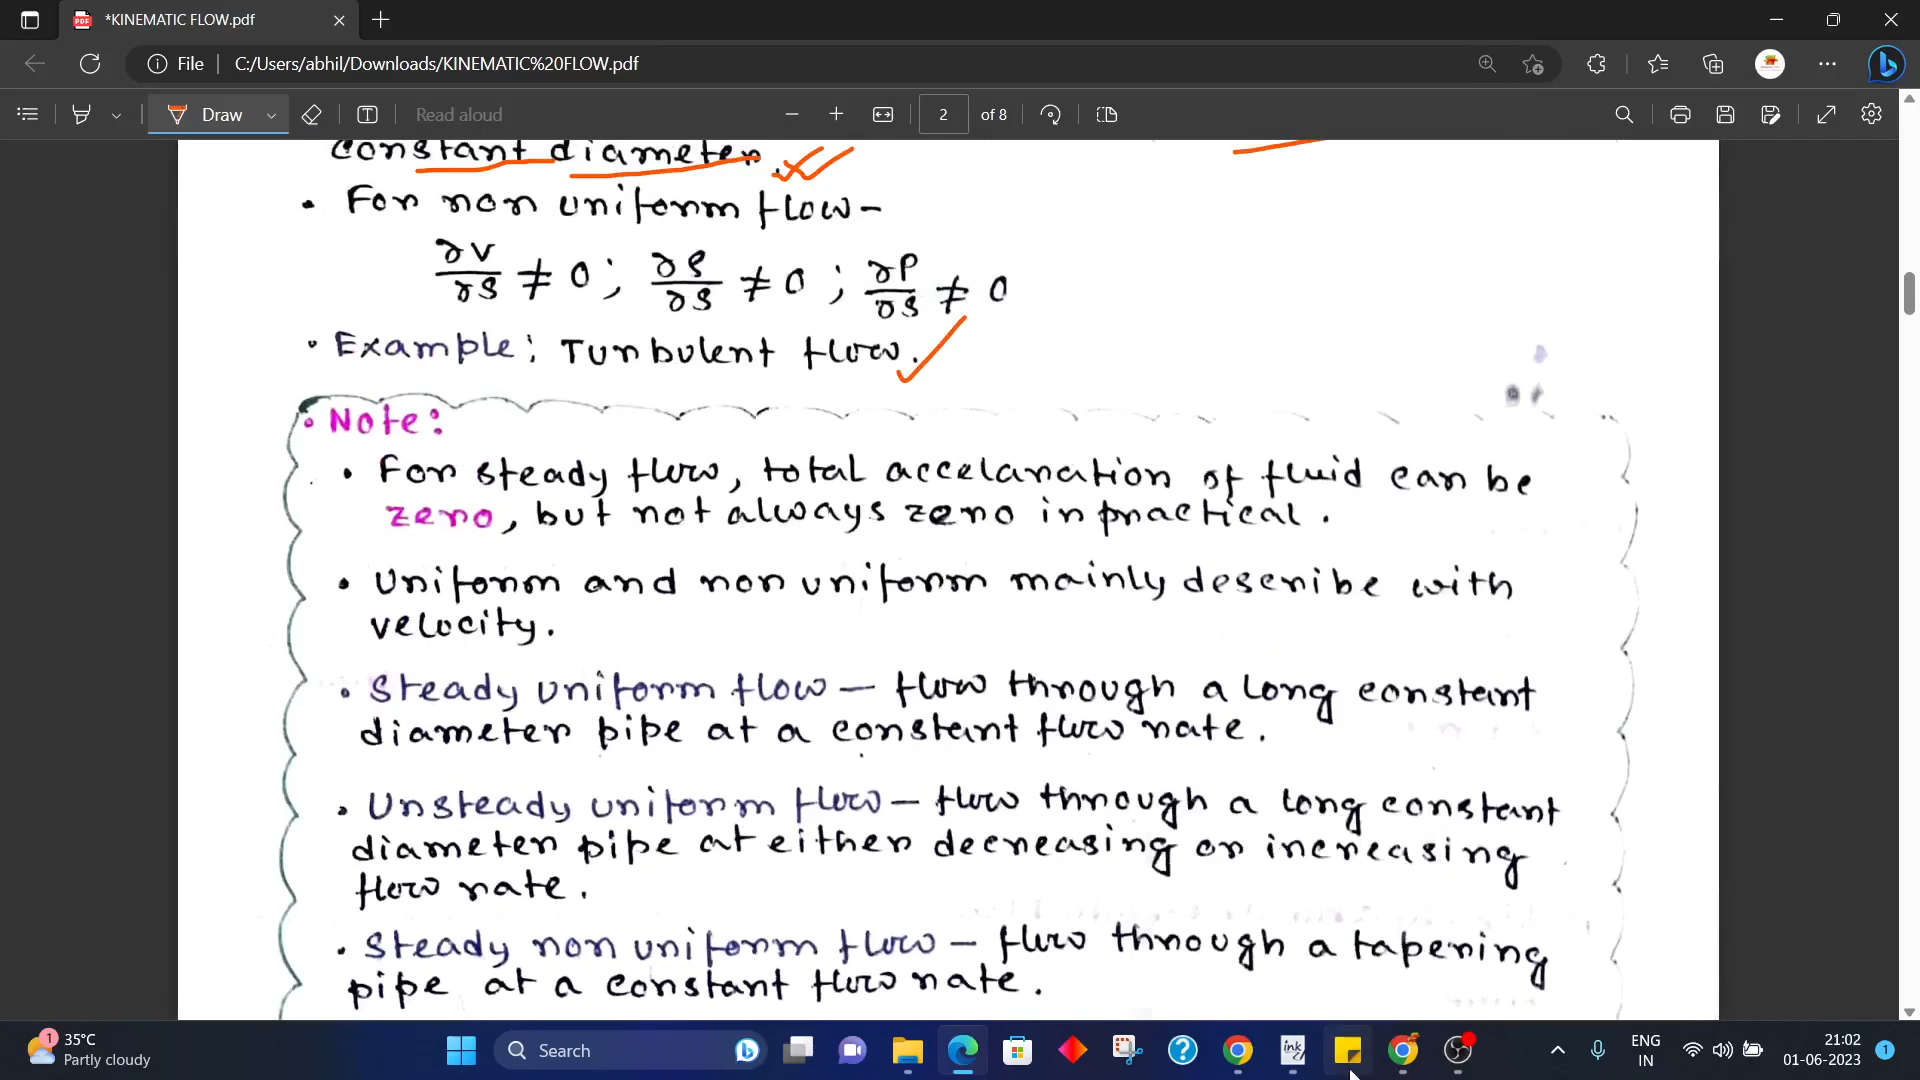 *KINEMATIC FLOW.pdf
File
C:/Users/abhil/Downloads/KINEMATIC%20FLOW.pdf
Draw
Read aloud
2
of 8
constant diameter.
• For non uniform flow-
∂V/∂S ≠ 0; ∂ρ/∂S ≠ 0; ∂P/∂S ≠ 0
• Example: Turbulent flow.
• Note:
• For steady flow, total accelaration of fluid can be
zero, but not always zero in practical.
• Uniform and non uniform mainly describe with
velocity.
• Steady uniform flow – flow through a long constant
diameter pipe at a constant flow rate.
• Unsteady uniform flow – flow through a long constant
diameter pipe at either decreasing or increasing
flow rate.
• Steady non uniform flow – flow through a tapering
pipe at a constant flow rate.
1
35°C
Partly cloudy
Search
ink
ENG
IN
21:02
01-06-2023
1